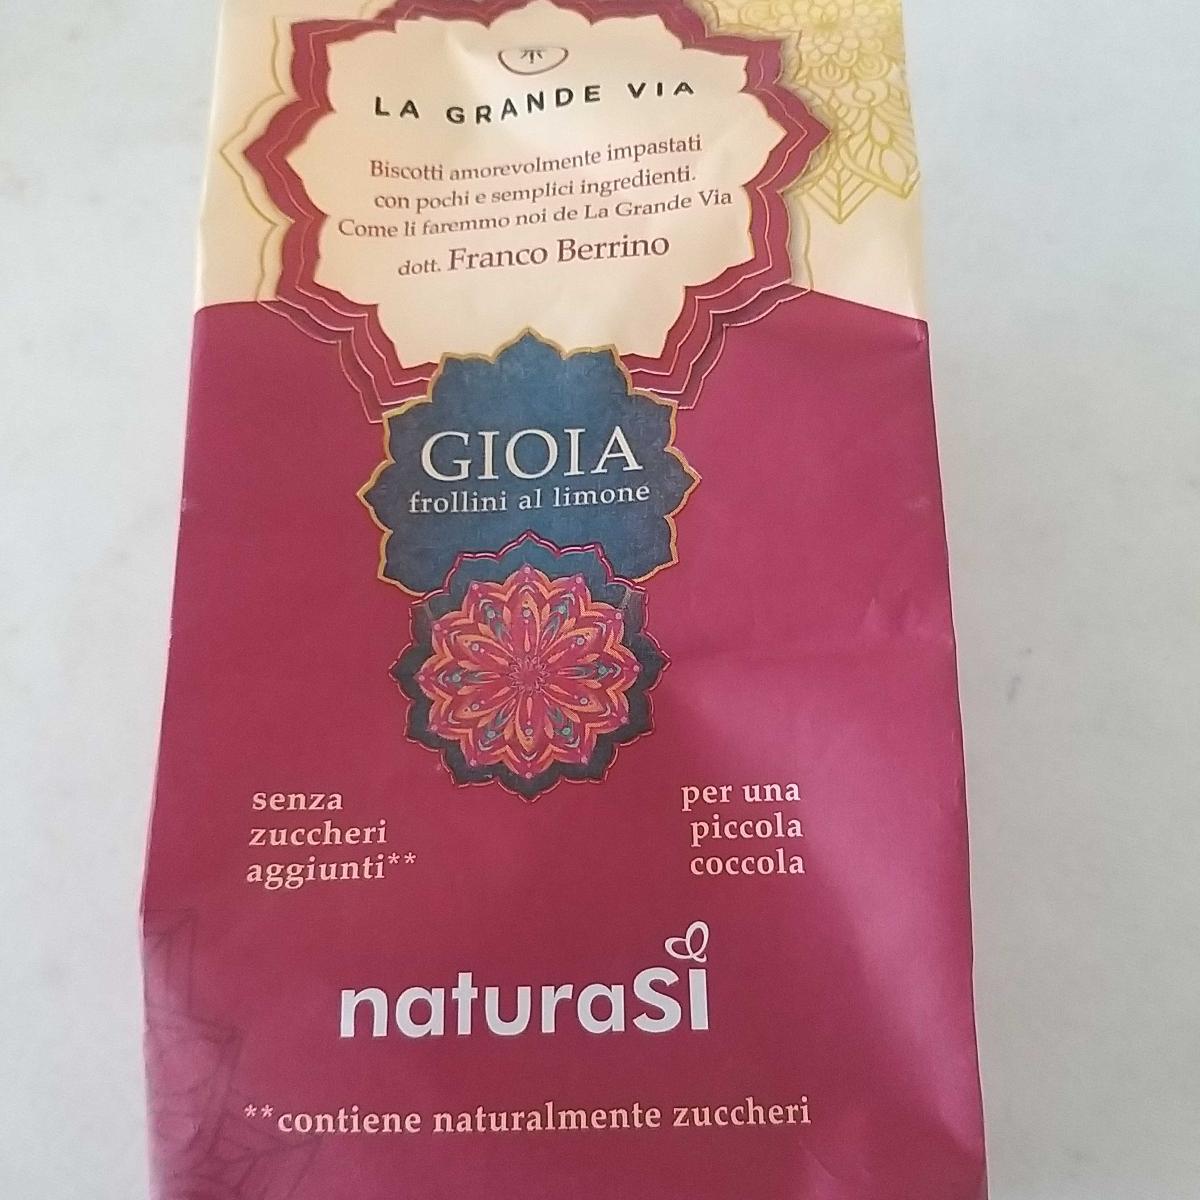 LA GRANDE VIA
Biscotti amorevolmente impastati
con pochi e semplici ingredienti.
Come li faremmo noi de La Grande Via
dott. Franco Berrino
GIOIA
frollini al limone
senza
zuccheri
aggiunti**
per una
piccola
coccola
naturaSì
**contiene naturalmente zuccheri